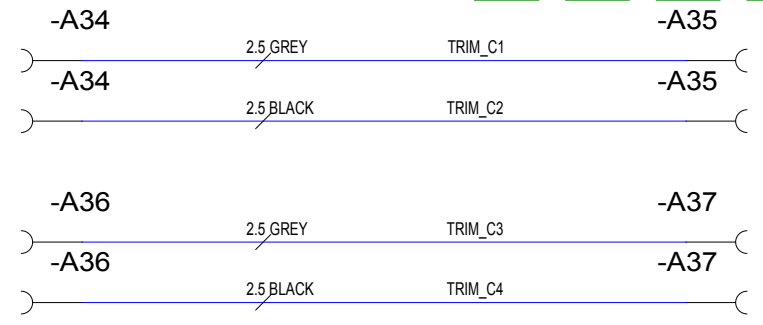 -A34 -A35
2.5 GREY TRIM_C1
-A34 -A35
2.5 BLACK TRIM_C2
-A36 -A37
2.5 GREY TRIM_C3
-A36 -A37
2.5 BLACK TRIM_C4